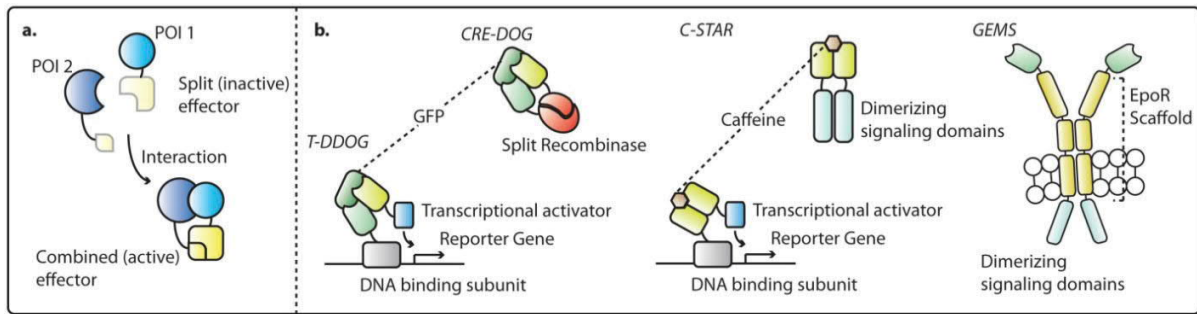 a.
POI 1
POI 2
Split (inactive)
effector
Interaction
Combined (active)
effector
b.
CRE-DOG
GFP
Split Recombinase
T-DDOG
Transcriptional activator
Reporter Gene
DNA binding subunit
C-STAR
Caffeine
Dimerizing
signaling domains
Transcriptional activator
Reporter Gene
DNA binding subunit
GEMS
EpoR
Scaffold
Dimerizing
signaling domains